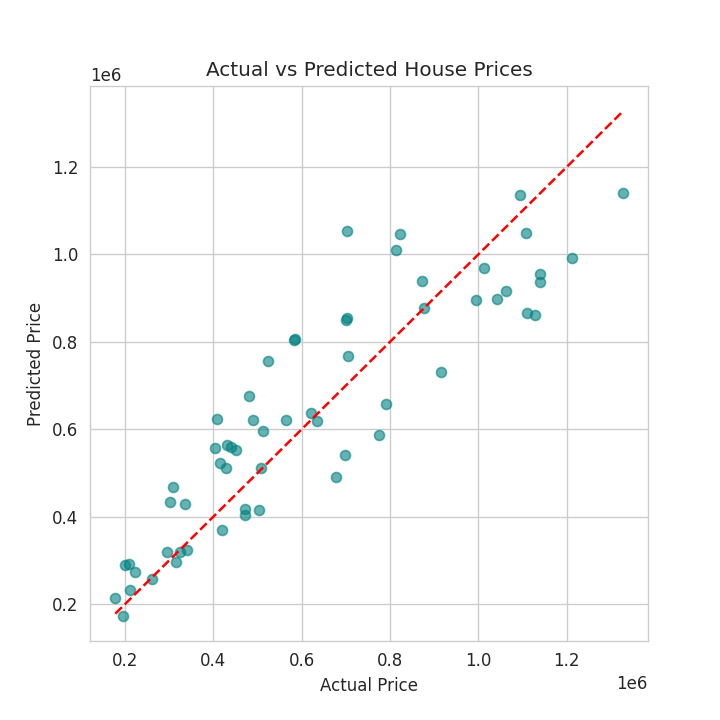 Actual vs Predicted House Prices
1e6
1.2
1.0
0.8
0.6
0.4
0.2
Predicted Price
0.2 0.4 0.6 0.8 1.0 1.2
Actual Price
1e6